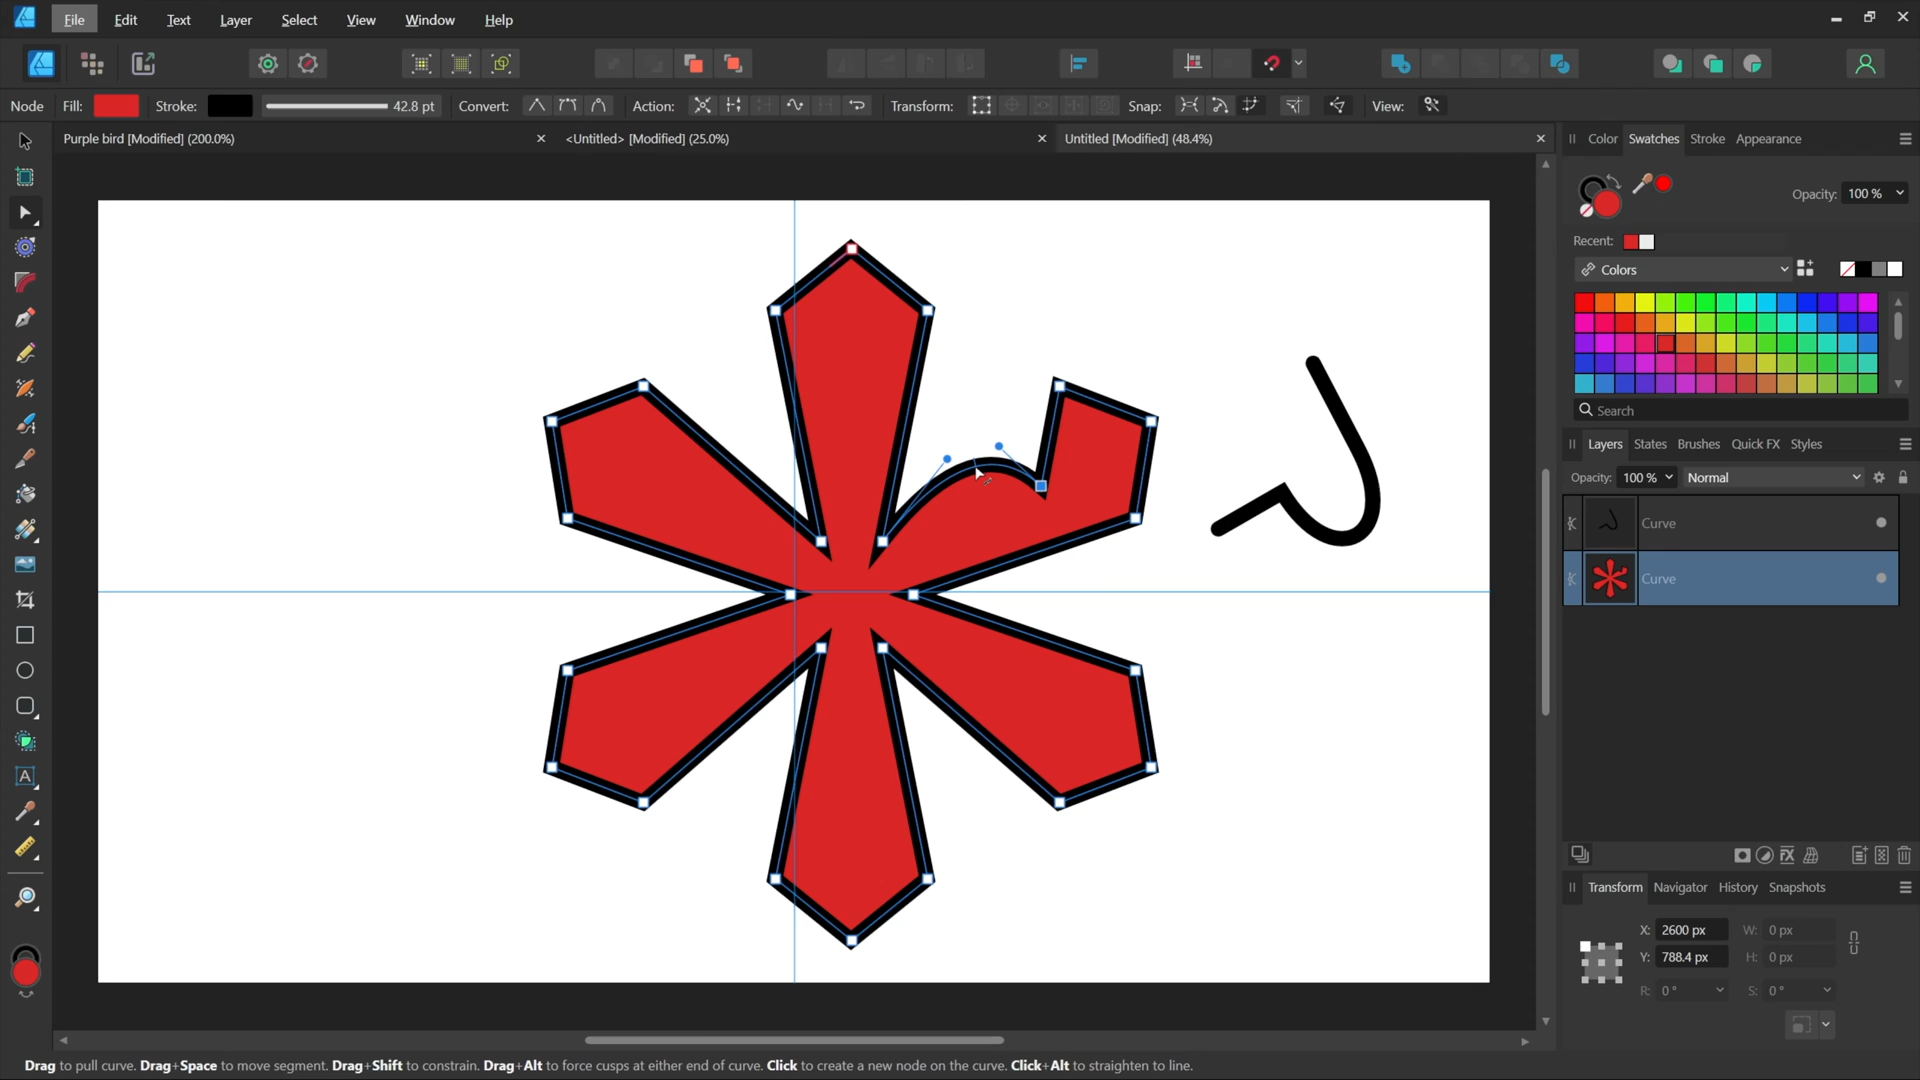 File Edit Text Layer Select View Window Help
Node Fill: Stroke: 42.8 pt Convert: Action: Transform: Snap: View:
Purple bird [Modified] (200.0%) <Untitled> [Modified] (25.0%) Untitled [Modified] (48.4%)
Color Swatches Stroke Appearance
Opacity: 100 %
Recent:
Colors
Search
Layers States Brushes Quick FX Styles
Opacity: 100 % Normal
Curve
Curve
Transform Navigator History Snapshots
X: 2600 px W: 0 px
Y: 788.4 px H: 0 px
R: 0 ° S: 0 °
Drag to pull curve. Drag+Space to move segment. Drag+Shift to constrain. Drag+Alt to force cusps at either end of curve. Click to create a new node on the curve. Click+Alt to straighten to line.